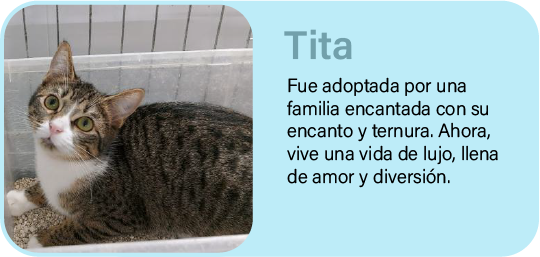 Tita
Fue adoptada por una
familia encantada con su
encanto y ternura. Ahora,
vive una vida de lujo, llena
de amor y diversión.